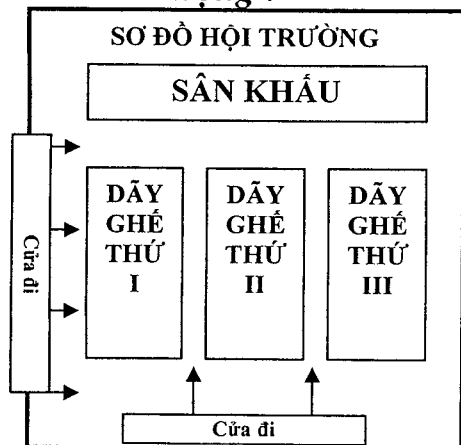 SƠ ĐỒ HỘI TRƯỜNG
SÂN KHẤU
DÃY
GHẾ
THỨ
I
DÃY
GHẾ
THỨ
II
DÃY
GHẾ
THỨ
III
Cửa đi
Cửa đi